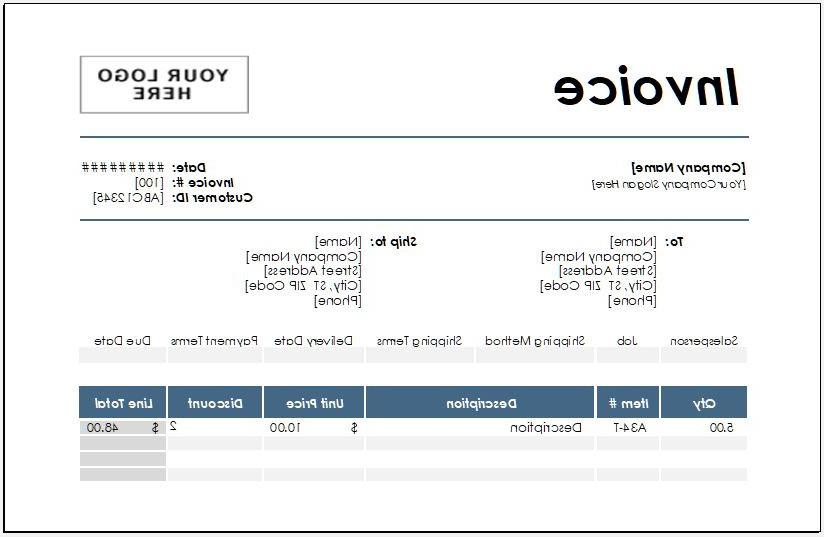 Invoice
YOUR LOGO
HERE
[Company Name]
[Your Company Slogan Here]
Date: #########
Invoice #: [100]
Customer ID: [ABC12345]
To: [Name]
[Company Name]
[Street Address]
[City, ST ZIP Code]
[Phone]
Ship to: [Name]
[Company Name]
[Street Address]
[City, ST ZIP Code]
[Phone]
Salesperson Job Shipping Method Shipping Terms Delivery Date Payment Terms Due Date
Qty Item # Description Unit Price Discount Line Total
5.00 A34-T Description $ 10.00 2 $ 48.00